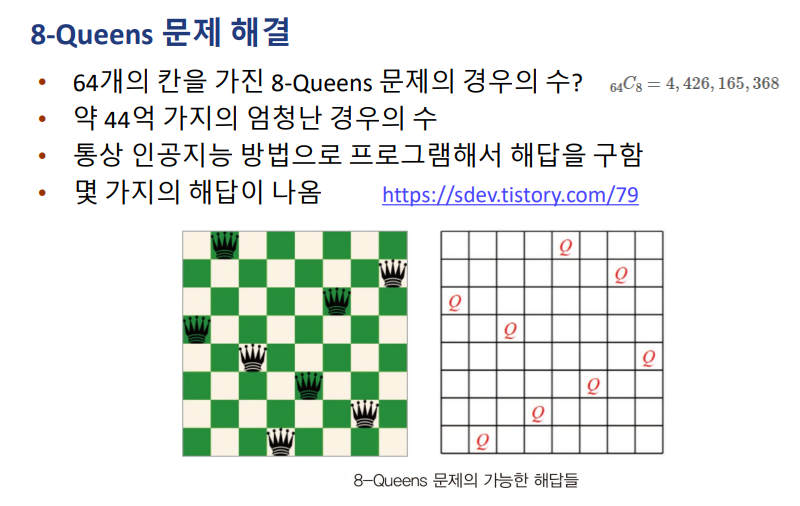 8-Queens 문제 해결
• 64개의 칸을 가진 8-Queens 문제의 경우의 수? ₆₄C₈ = 4, 426, 165, 368
• 약 44억 가지의 엄청난 경우의 수
• 통상 인공지능 방법으로 프로그램해서 해답을 구함
• 몇 가지의 해답이 나옴 https://sdev.tistory.com/79
Q
Q
Q
Q
Q
Q
Q
Q
8-Queens 문제의 가능한 해답들